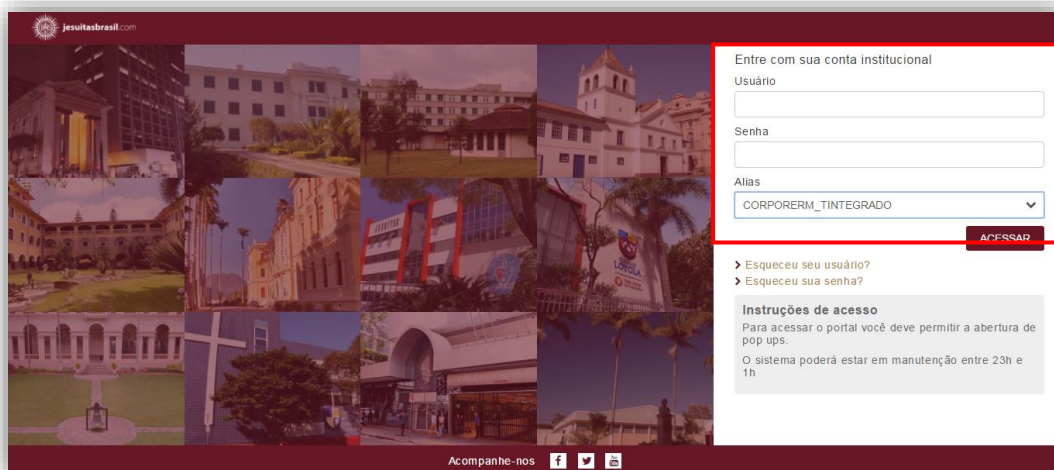 jesuitasbrasil.com
Entre com sua conta institucional
Usuário
Senha
Alias
CORPORERM_TINTEGRADO
ACESSAR
Esqueceu seu usuário?
Esqueceu sua senha?
LOYOLA
Instruções de acesso
Para acessar o portal você deve permitir a abertura de
pop ups.
O sistema poderá estar em manutenção entre 23h e
1h
Acompanhe-nos